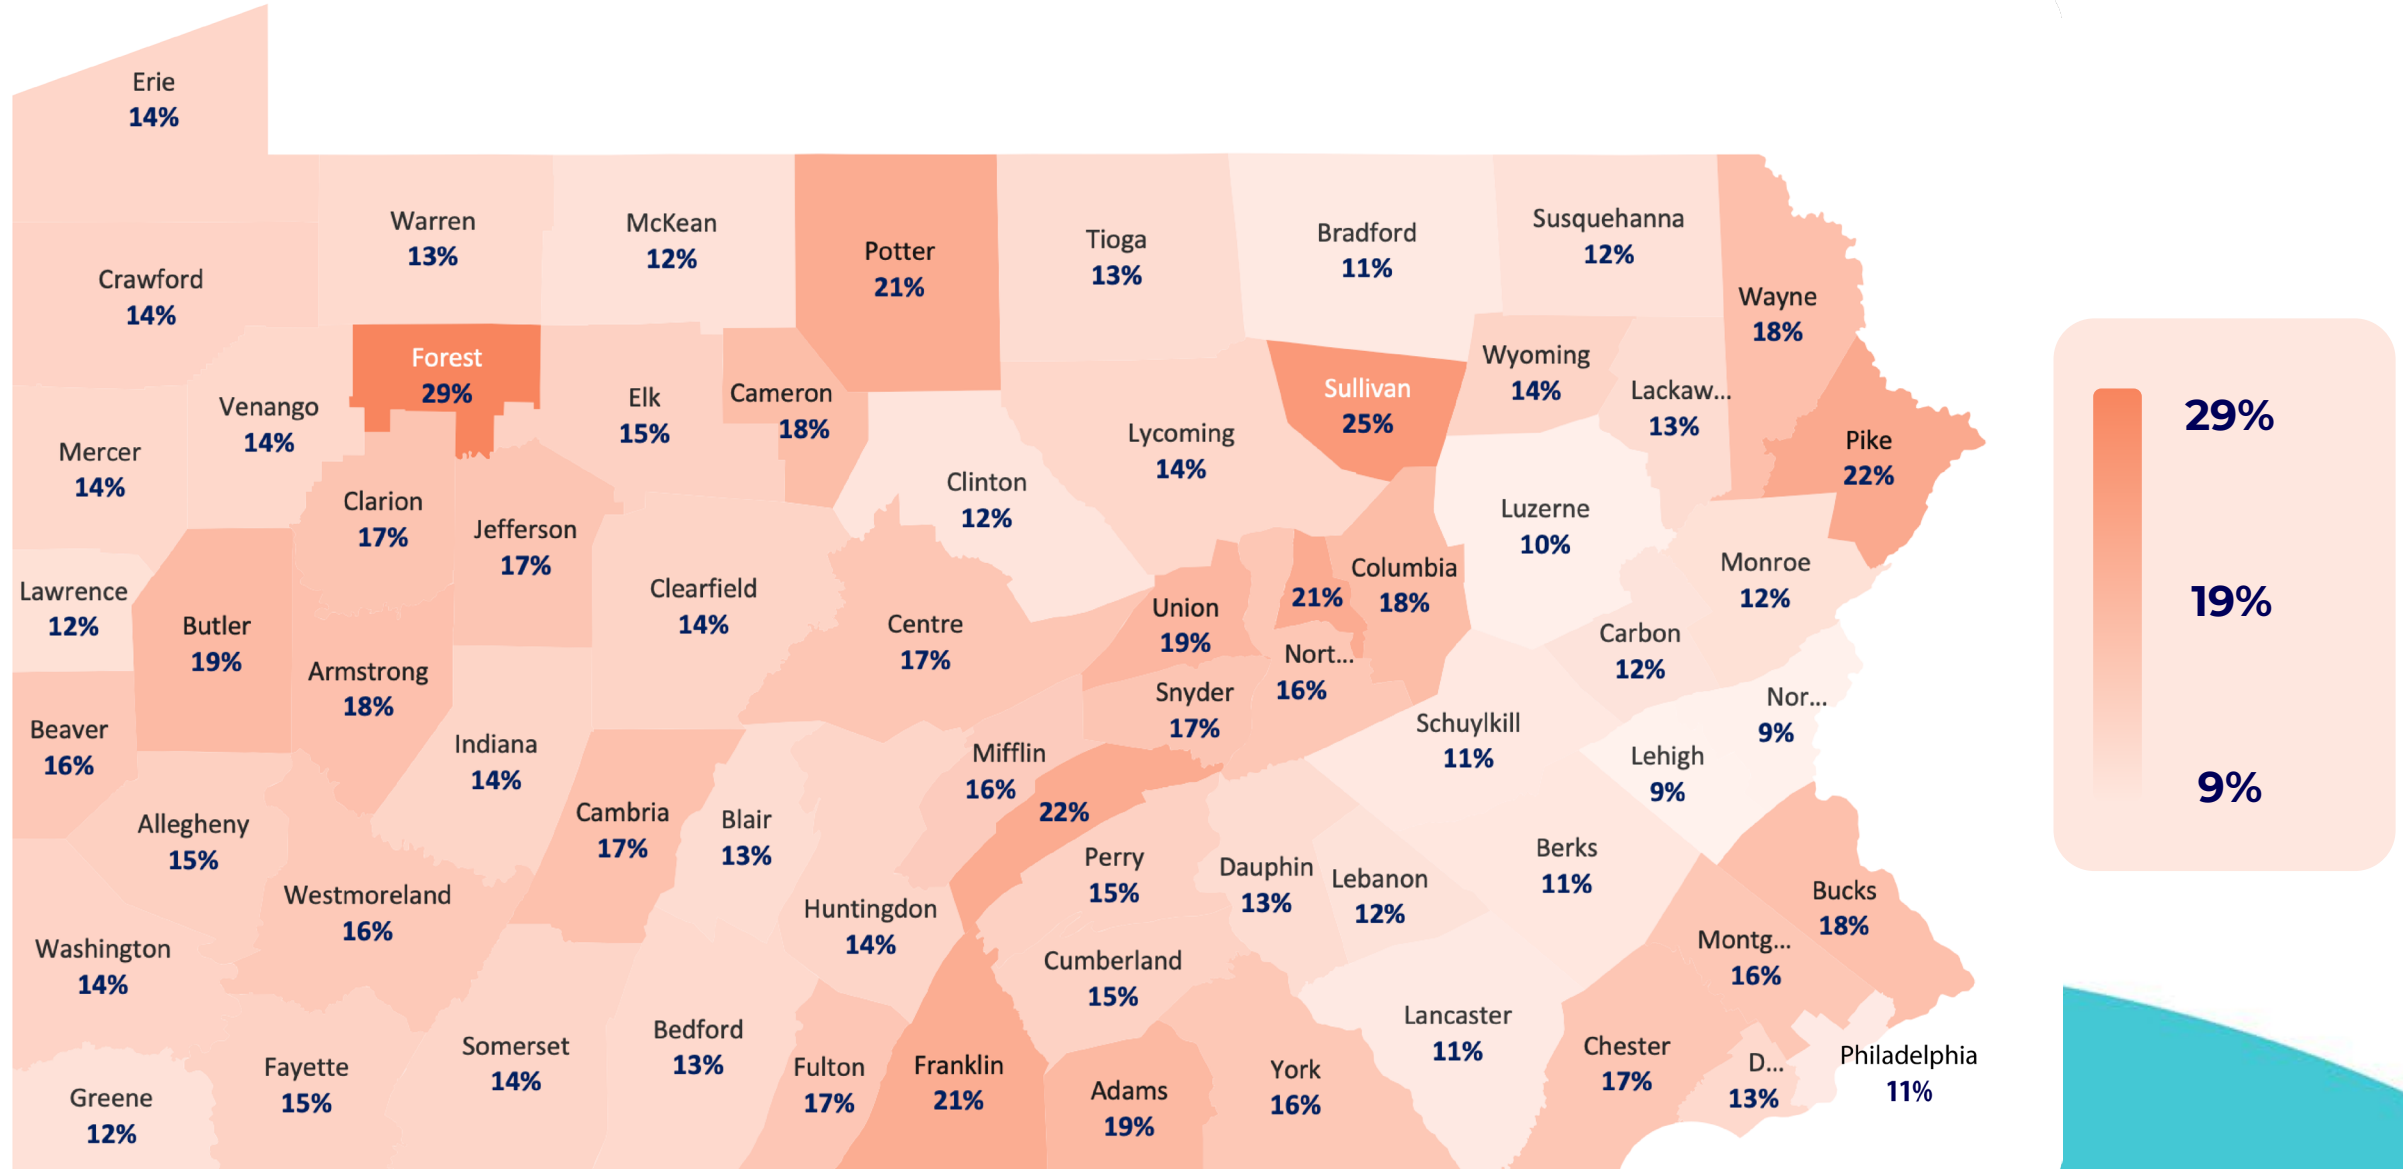 Erie
14%
Warren
13%
McKean
12%
Potter
21%
Tioga
13%
Bradford
11%
Susquehanna
12%
Wayne
18%
Crawford
14%
Forest
29%
Venango
14%
Elk
15%
Cameron
18%
Sullivan
25%
Wyoming
14%
Lackaw...
13%
Pike
22%
Mercer
14%
Clarion
17%
Jefferson
17%
Clinton
12%
Lycoming
14%
Luzerne
10%
Monroe
12%
Lawrence
12%
Butler
19%
Armstrong
18%
Clearfield
14%
Centre
17%
Union
19%
21%
Columbia
18%
Nort...
16%
Carbon
12%
Beaver
16%
Indiana
14%
Mifflin
16%
Snyder
17%
Schuylkill
11%
Nor...
9%
Lehigh
9%
Allegheny
15%
Cambria
17%
Blair
13%
22%
Perry
15%
Dauphin
13%
Lebanon
12%
Berks
11%
Bucks
18%
Westmoreland
16%
Huntingdon
14%
Montg...
16%
Washington
14%
Cumberland
15%
Lancaster
11%
Chester
17%
D...
13%
Philadelphia
11%
Greene
12%
Fayette
15%
Somerset
14%
Bedford
13%
Fulton
17%
Franklin
21%
Adams
19%
York
16%
29%
19%
9%